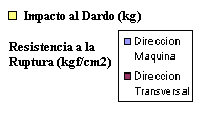 Impacto al Dardo (kg)
Resistencia a la
Ruptura (kgf/cm2)
Direccion
Maquina
Direccion
Transversal